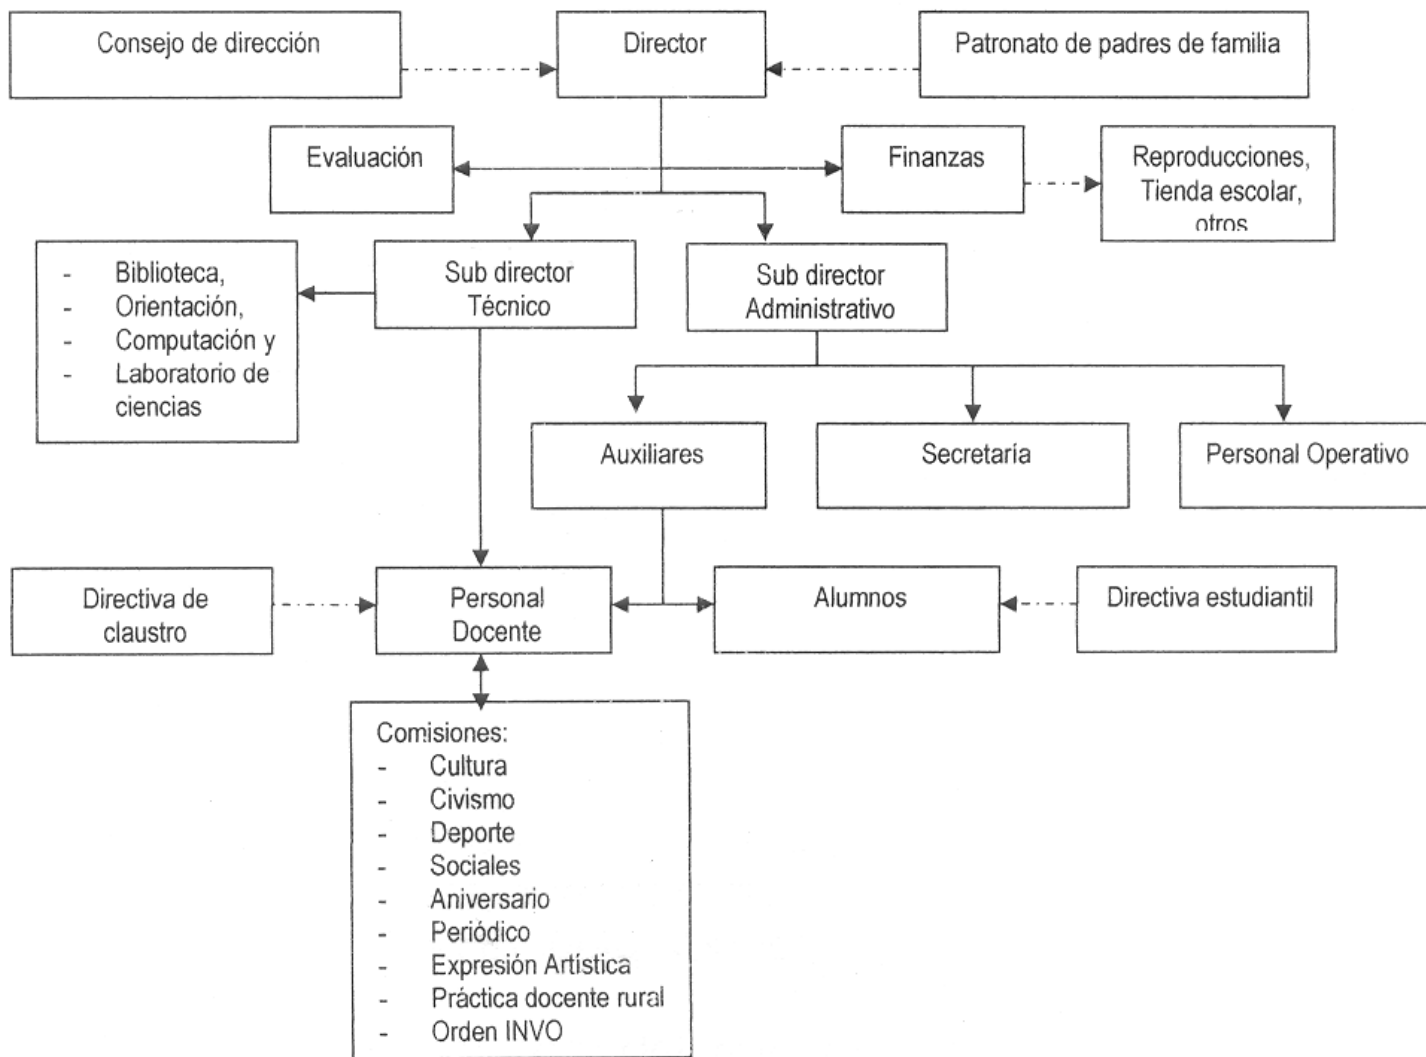 Consejo de dirección
Director
Patronato de padres de familia
Evaluación
Finanzas
Reproducciones,
Tienda escolar,
otros
- Biblioteca,
- Orientación,
- Computación y
- Laboratorio de
ciencias
Sub director
Técnico
Sub director
Administrativo
Auxiliares
Secretaría
Personal Operativo
Directiva de
claustro
Personal
Docente
Alumnos
Directiva estudiantil
Comisiones:
- Cultura
- Civismo
- Deporte
- Sociales
- Aniversario
- Periódico
- Expresión Artística
- Práctica docente rural
- Orden INVO